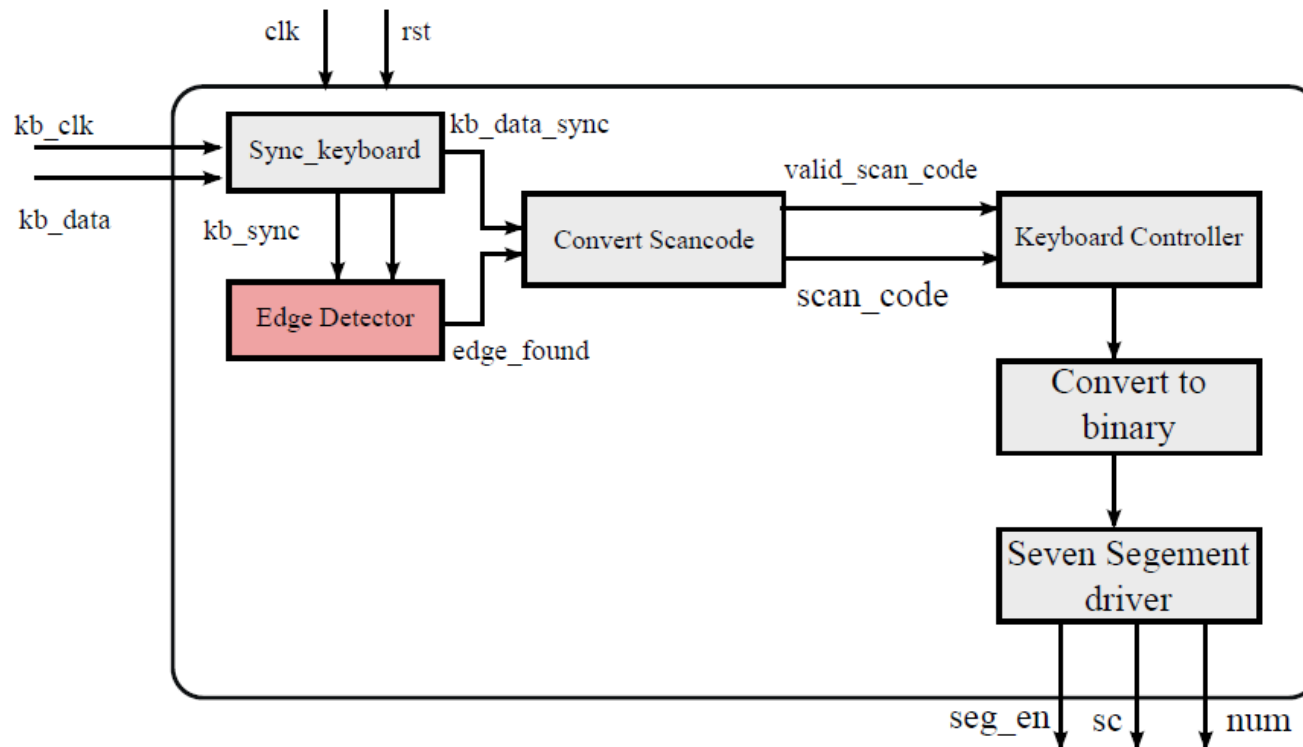 clk
rst
kb_clk
kb_data
Sync_keyboard
kb_data_sync
kb_sync
Edge Detector
edge_found
Convert Scancode
valid_scan_code
scan_code
Keyboard Controller
Convert to
binary
Seven Segement
driver
seg_en
sc
num